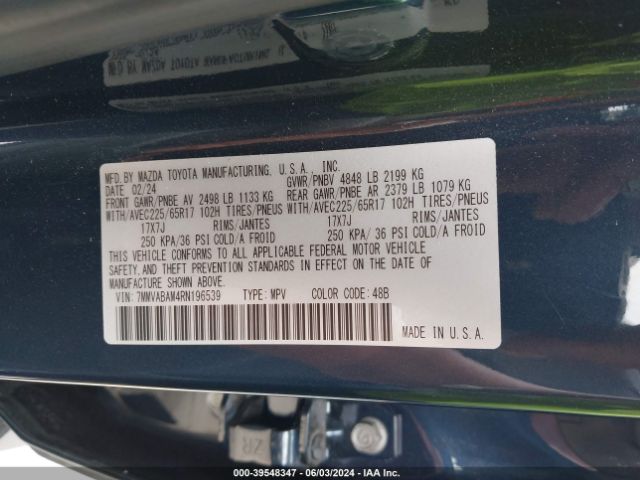 MFD. BY MAZDA TOYOTA MANUFACTURING, U.S.A. INC.
DATE 02/24 GVWR/PNBV 4848 LB 2199 KG
FRONT GAWR/PNBE AV 2498 LB 1133 KG REAR GAWR/PNBE AR 2379 LB 1079 KG
WITH/AVEC225/65R17 102H TIRES/PNEUS WITH/AVEC225/65R17 102H TIRES/PNEUS
17X7J RIMS/JANTES 17X7J RIMS/JANTES
250 KPA/36 PSI COLD/A FROID 250 KPA/36 PSI COLD/A FROID
THIS VEHICLE CONFORMS TO ALL APPLICABLE FEDERAL MOTOR VEHICLE
SAFETY, AND THEFT PREVENTION STANDARDS IN EFFECT ON THE DATE OF
MANUFACTURE SHOWN ABOVE.
VIN: 7MMVABAM4RN196539 TYPE: MPV COLOR CODE: 48B
MADE IN U.S.A.
ZR
OnSite - 39548347 - 06/03/2024 - IAA Inc.